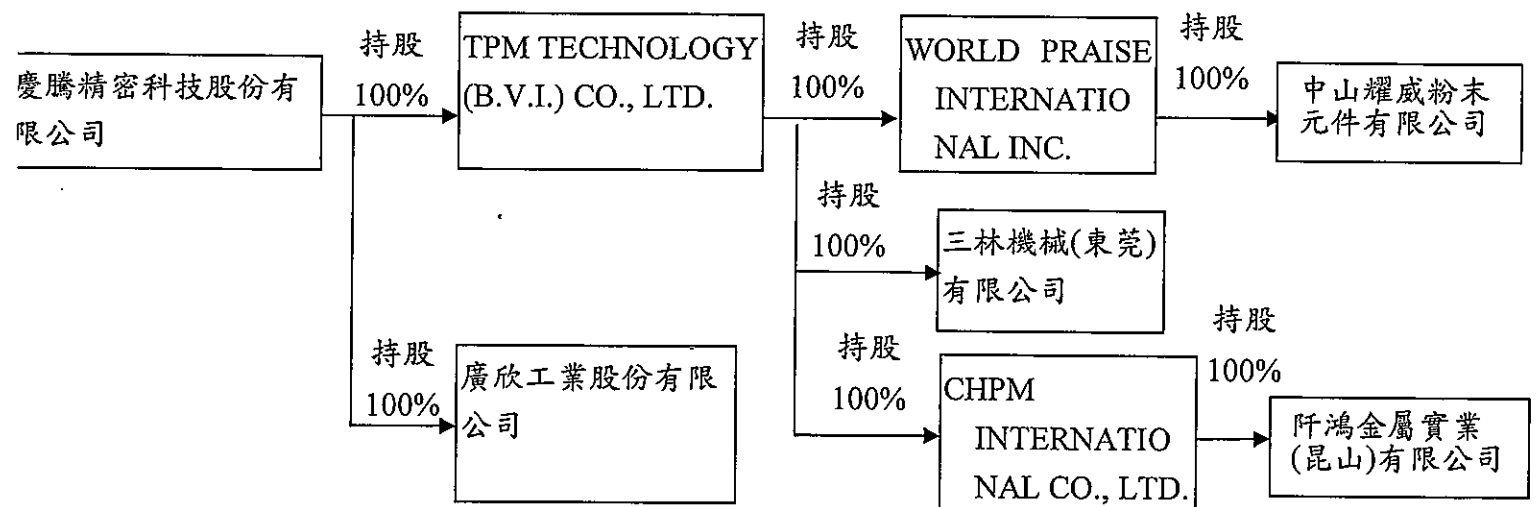 持股
100%
TPM TECHNOLOGY
(B.V.I.) CO., LTD.
持股
100%
WORLD PRAISE
INTERNATIO
NAL INC.
持股
100%
慶騰精密科技股份有
限公司
中山耀威粉末
元件有限公司
持股
100%
三林機械(東莞)
有限公司
持股
100%
廣欣工業股份有限
公司
持股
100%
CHPM
INTERNATIO
NAL CO., LTD.
持股
100%
阡鴻金屬實業
(昆山)有限公司